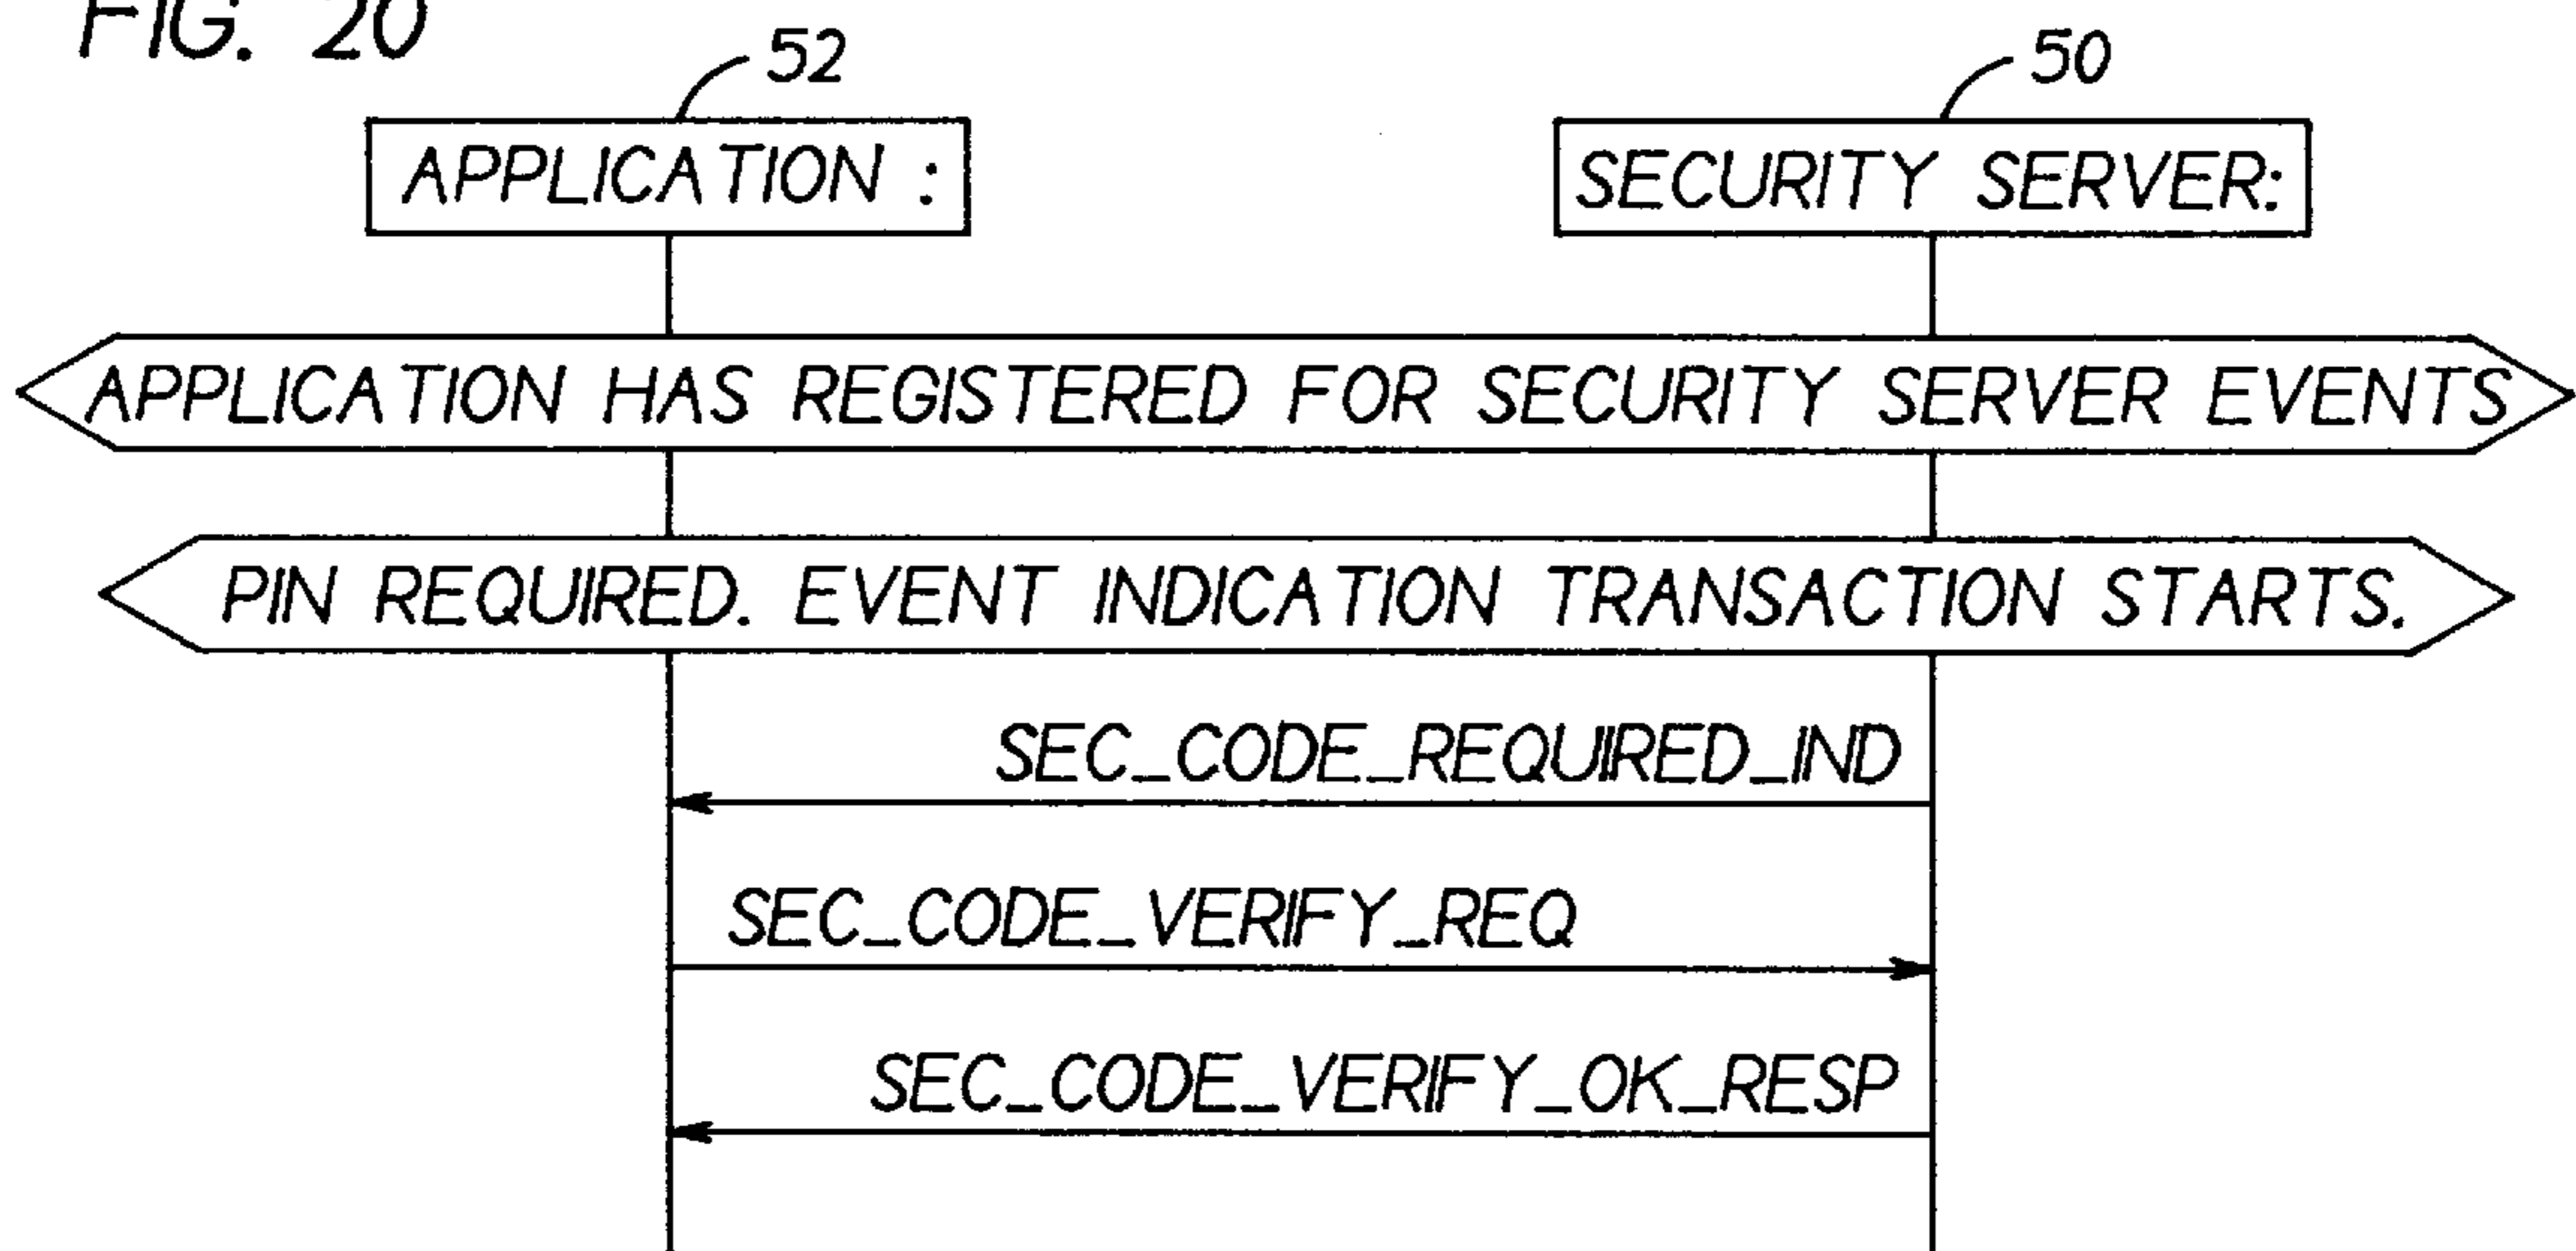 FIG. 20
52
50
APPLICATION :
SECURITY SERVER:
APPLICATION HAS REGISTERED FOR SECURITY SERVER EVENTS
PIN REQUIRED. EVENT INDICATION TRANSACTION STARTS.
SEC_CODE_REQUIRED_IND
SEC_CODE_VERIFY_REQ
SEC_CODE_VERIFY_OK_RESP